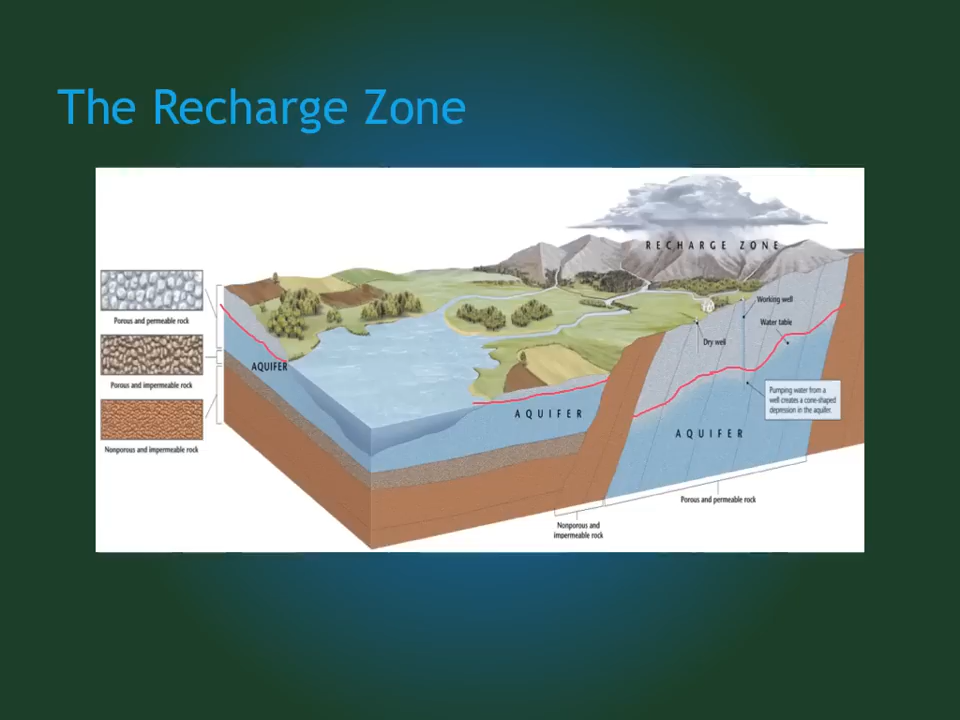 The Recharge Zone
RECHARGE ZONE
Porous and permeable rock
Porous and impermeable rock
Nonporous and impermeable rock
AQUIFER
Working well
Water table
Dry well
Pumping water from a
well creates a cone-shaped
depression in the aquifer.
AQUIFER
AQUIFER
Porous and permeable rock
Nonporous and
impermeable rock